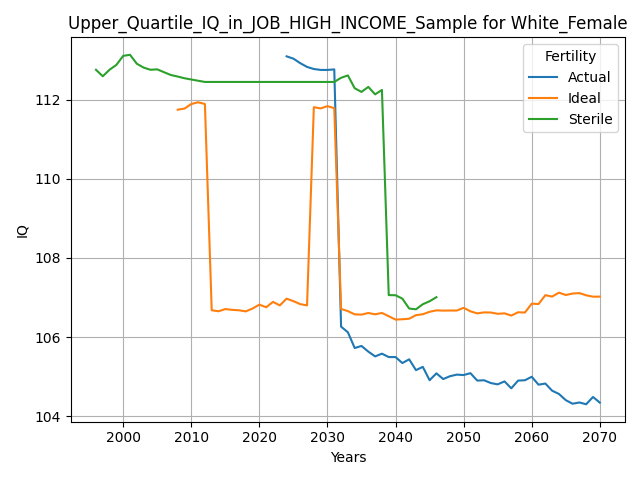 Upper_Quartile_IQ_in_JOB_HIGH_INCOME_Sample for White_Female
Fertility
Actual
Ideal
Sterile
112
110
108
106
104
IQ
2000 2010 2020 2030 2040 2050 2060 2070
Years